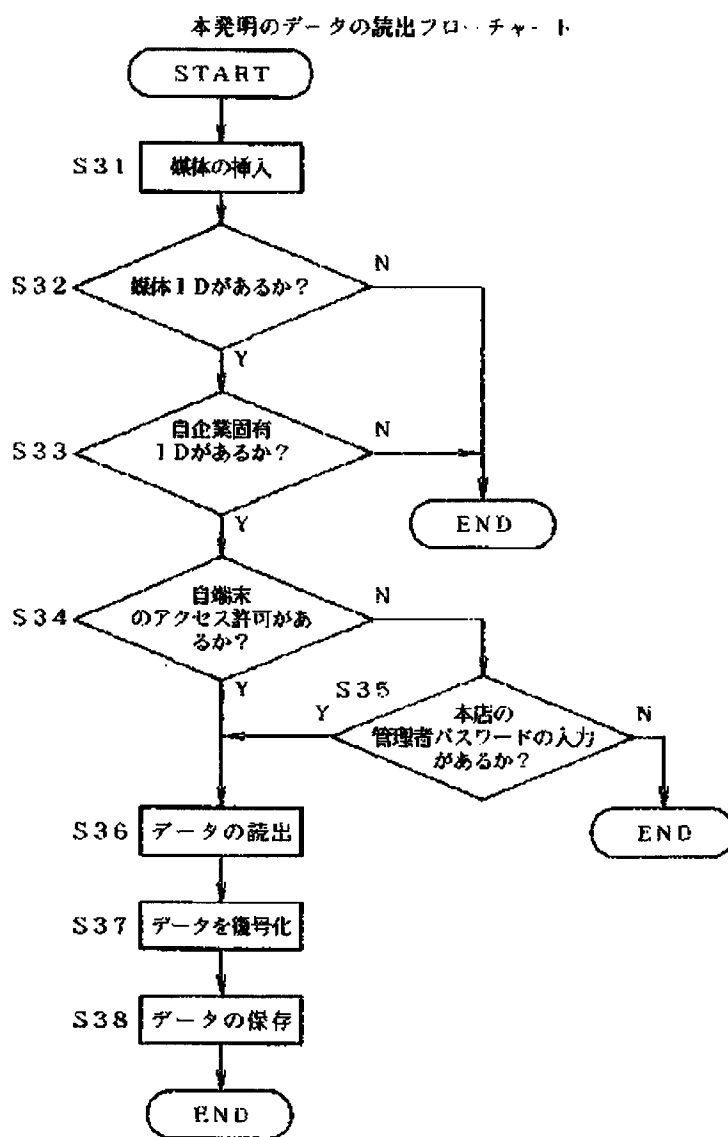 本発明のデータの読出フローチャート
START
S31
媒体の挿入
S32
媒体IDがあるか?
N
Y
S33
自企業固有
IDがあるか?
N
Y
END
S34
自端末
のアクセス許可があ
るか?
N
Y
S35
Y
本店の
管理者パスワードの入力
があるか?
N
END
S36
データの読出
S37
データを復号化
S38
データの保存
END